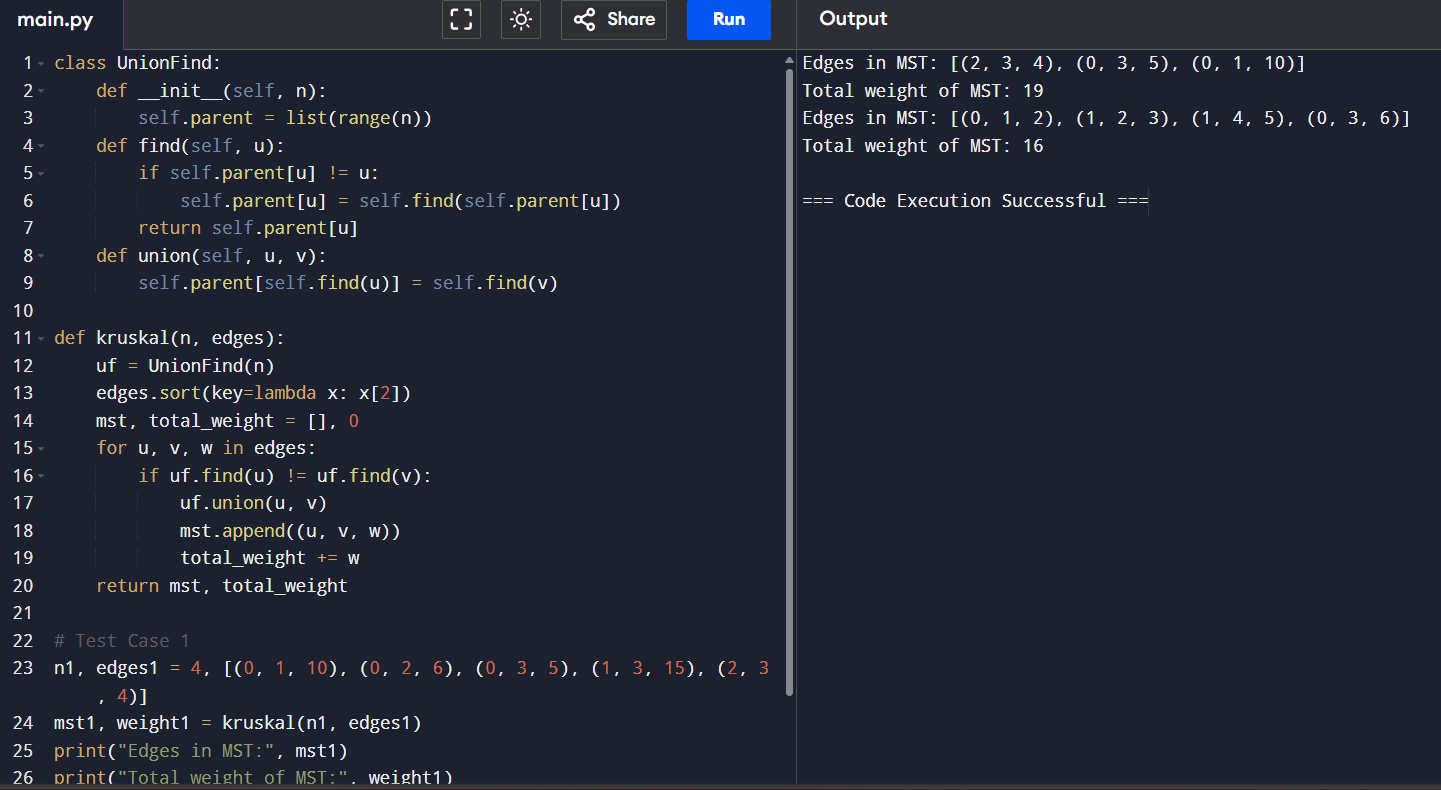 main.py
Share
Run
Output
1 class UnionFind:
2     def __init__(self, n):
3         self.parent = list(range(n))
4     def find(self, u):
5         if self.parent[u] != u:
6             self.parent[u] = self.find(self.parent[u])
7         return self.parent[u]
8     def union(self, u, v):
9         self.parent[self.find(u)] = self.find(v)
10
11 def kruskal(n, edges):
12     uf = UnionFind(n)
13     edges.sort(key=lambda x: x[2])
14     mst, total_weight = [], 0
15     for u, v, w in edges:
16         if uf.find(u) != uf.find(v):
17             uf.union(u, v)
18             mst.append((u, v, w))
19             total_weight += w
20     return mst, total_weight
21
22 # Test Case 1
23 n1, edges1 = 4, [(0, 1, 10), (0, 2, 6), (0, 3, 5), (1, 3, 15), (2, 3
, 4)]
24 mst1, weight1 = kruskal(n1, edges1)
25 print("Edges in MST:", mst1)
26 print("Total weight of MST:", weight1)
Edges in MST: [(2, 3, 4), (0, 3, 5), (0, 1, 10)]
Total weight of MST: 19
Edges in MST: [(0, 1, 2), (1, 2, 3), (1, 4, 5), (0, 3, 6)]
Total weight of MST: 16
=== Code Execution Successful ===